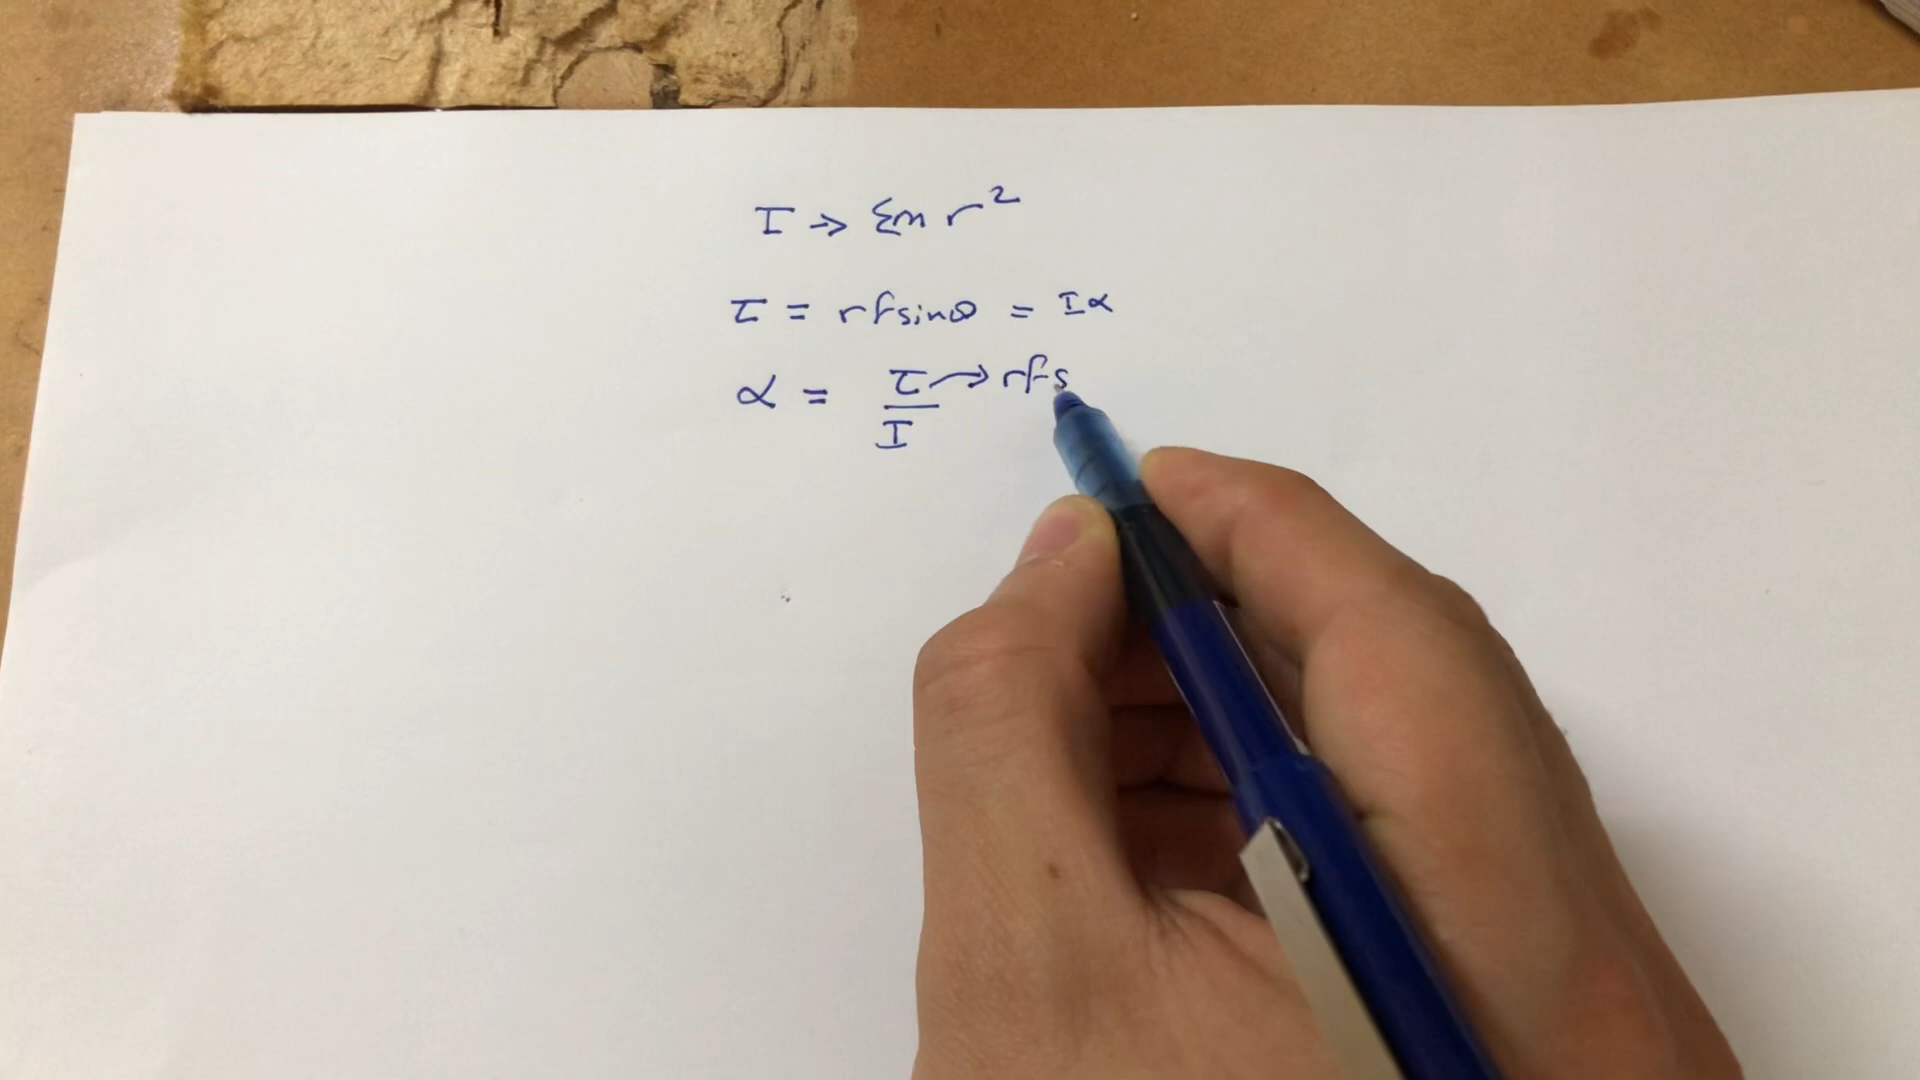 I → Σm r²
τ = rFsinθ = Iα
α = τ/I → rFs